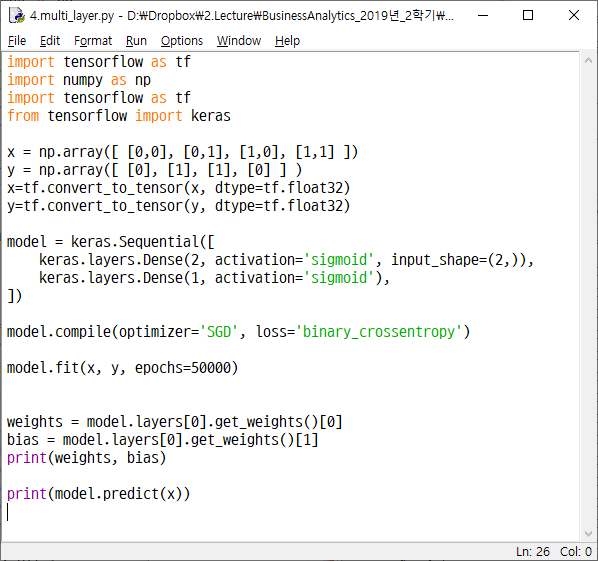 4.multi_layer.py - D:₩Dropbox₩2.Lecture₩BusinessAnalytics_2019년_2학기₩...
File Edit Format Run Options Window Help
import tensorflow as tf
import numpy as np
import tensorflow as tf
from tensorflow import keras
x = np.array([ [0,0], [0,1], [1,0], [1,1] ])
y = np.array([ [0], [1], [1], [0] ] )
x=tf.convert_to_tensor(x, dtype=tf.float32)
y=tf.convert_to_tensor(y, dtype=tf.float32)
model = keras.Sequential([
    keras.layers.Dense(2, activation='sigmoid', input_shape=(2,)),
    keras.layers.Dense(1, activation='sigmoid'),
])
model.compile(optimizer='SGD', loss='binary_crossentropy')
model.fit(x, y, epochs=50000)
weights = model.layers[0].get_weights()[0]
bias = model.layers[0].get_weights()[1]
print(weights, bias)
print(model.predict(x))
Ln: 26 Col: 0